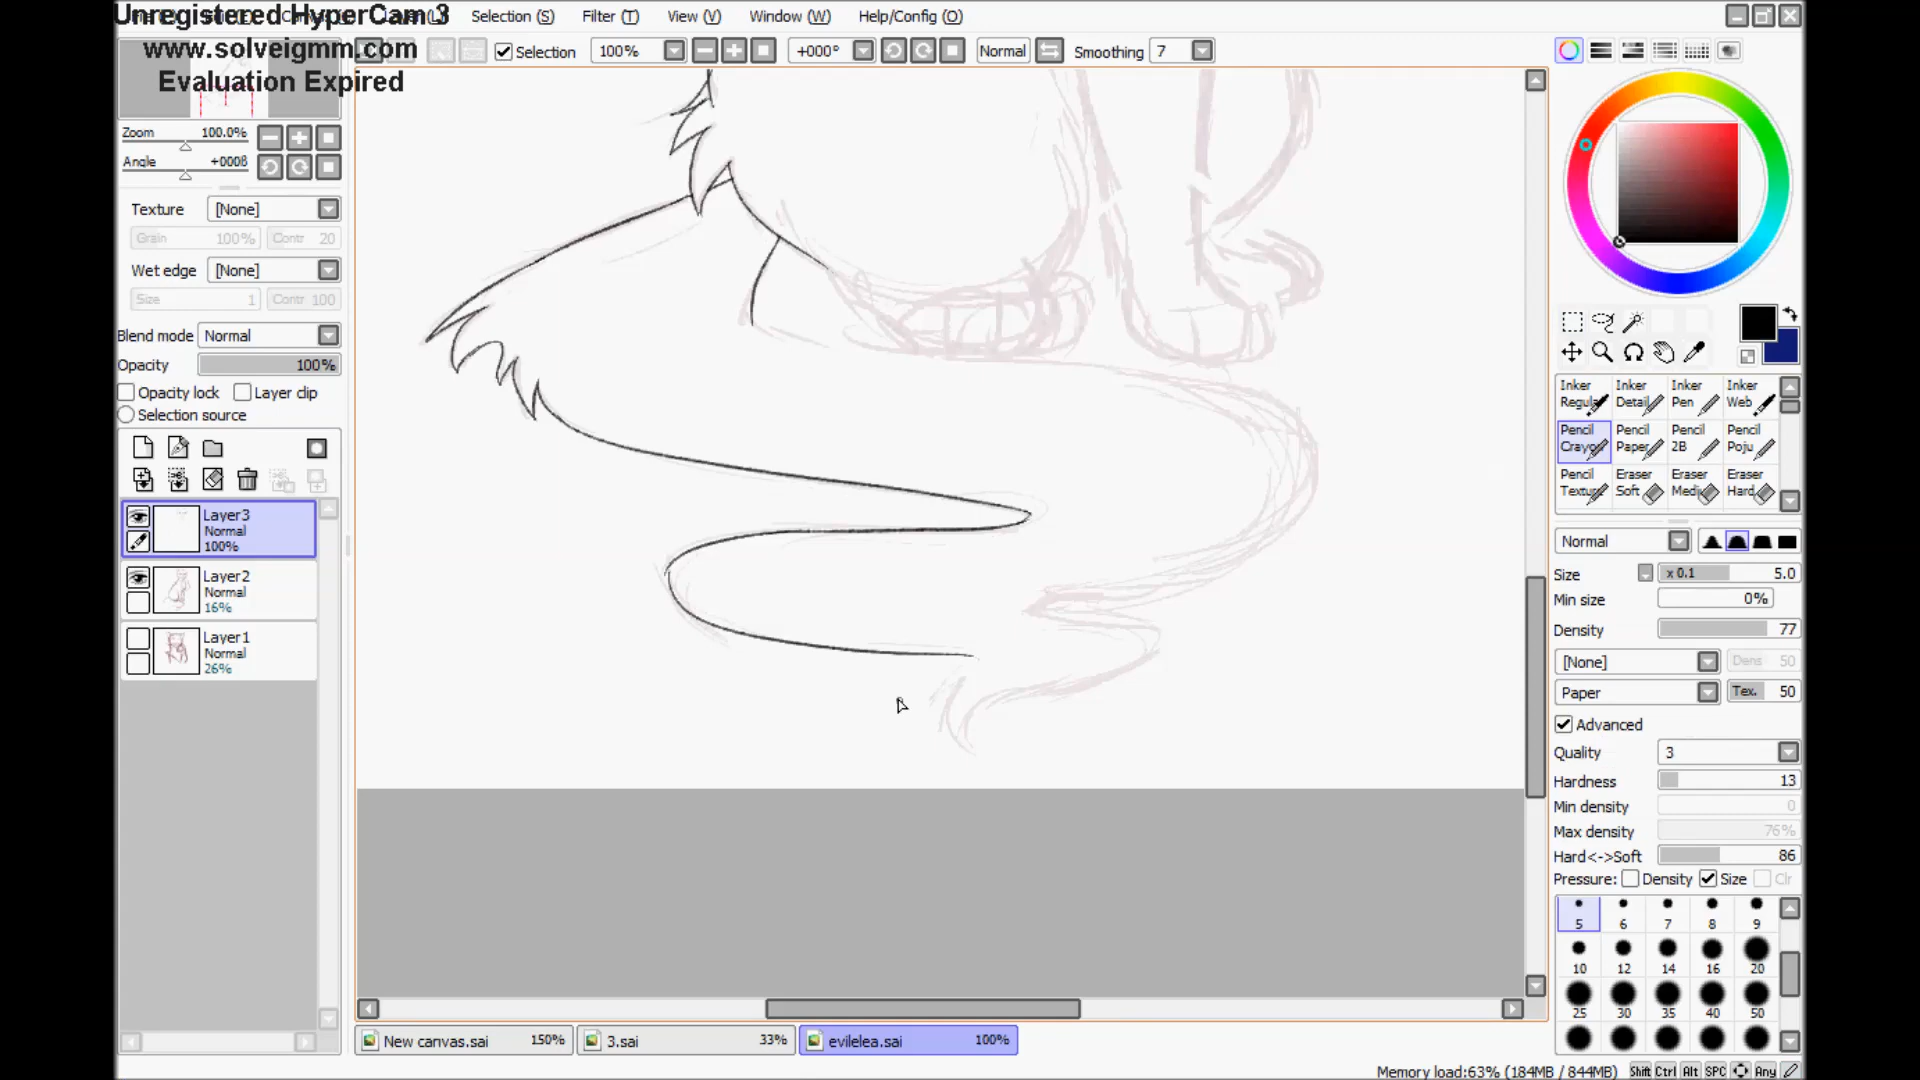 Unregistered HyperCam 3
www.solveigmm.com
Evaluation Expired
Selection (S) Filter (T) View (V) Window (W) Help/Config (O)
Selection 100% +000° Normal Smoothing 7
Zoom 100.0%
Angle
Texture [None]
Grain 100% Contr 20
Wet edge [None]
Size 1 Contr 100
Blend mode Normal
Opacity 100%
Opacity lock Layer clip
Selection source
Layer3
Normal
100%
Layer2
Normal
16%
Layer1
Normal
26%
Inker Inker Inker Inker
Regula Detail Pen Web
Pencil Pencil Pencil Pencil
Crayo Paper 2B Poju
Pencil Eraser Eraser Eraser
Textur Soft Medi Hard
Normal
Size x 0.1 5.0
Min size 0%
Density 77
[None] Dens 50
Paper Tex. 50
Advanced
Quality 3
Hardness 13
Min density 0
Max density 76%
Hard<->Soft 86
Pressure: Density Size Clr
5 6 7 8 9
10 12 14 16 20
25 30 35 40 50
New canvas.sai 150% 3.sai 33% evilelea.sai 100%
Memory load:63% (184MB / 844MB) Shift Ctrl Alt SPC Any